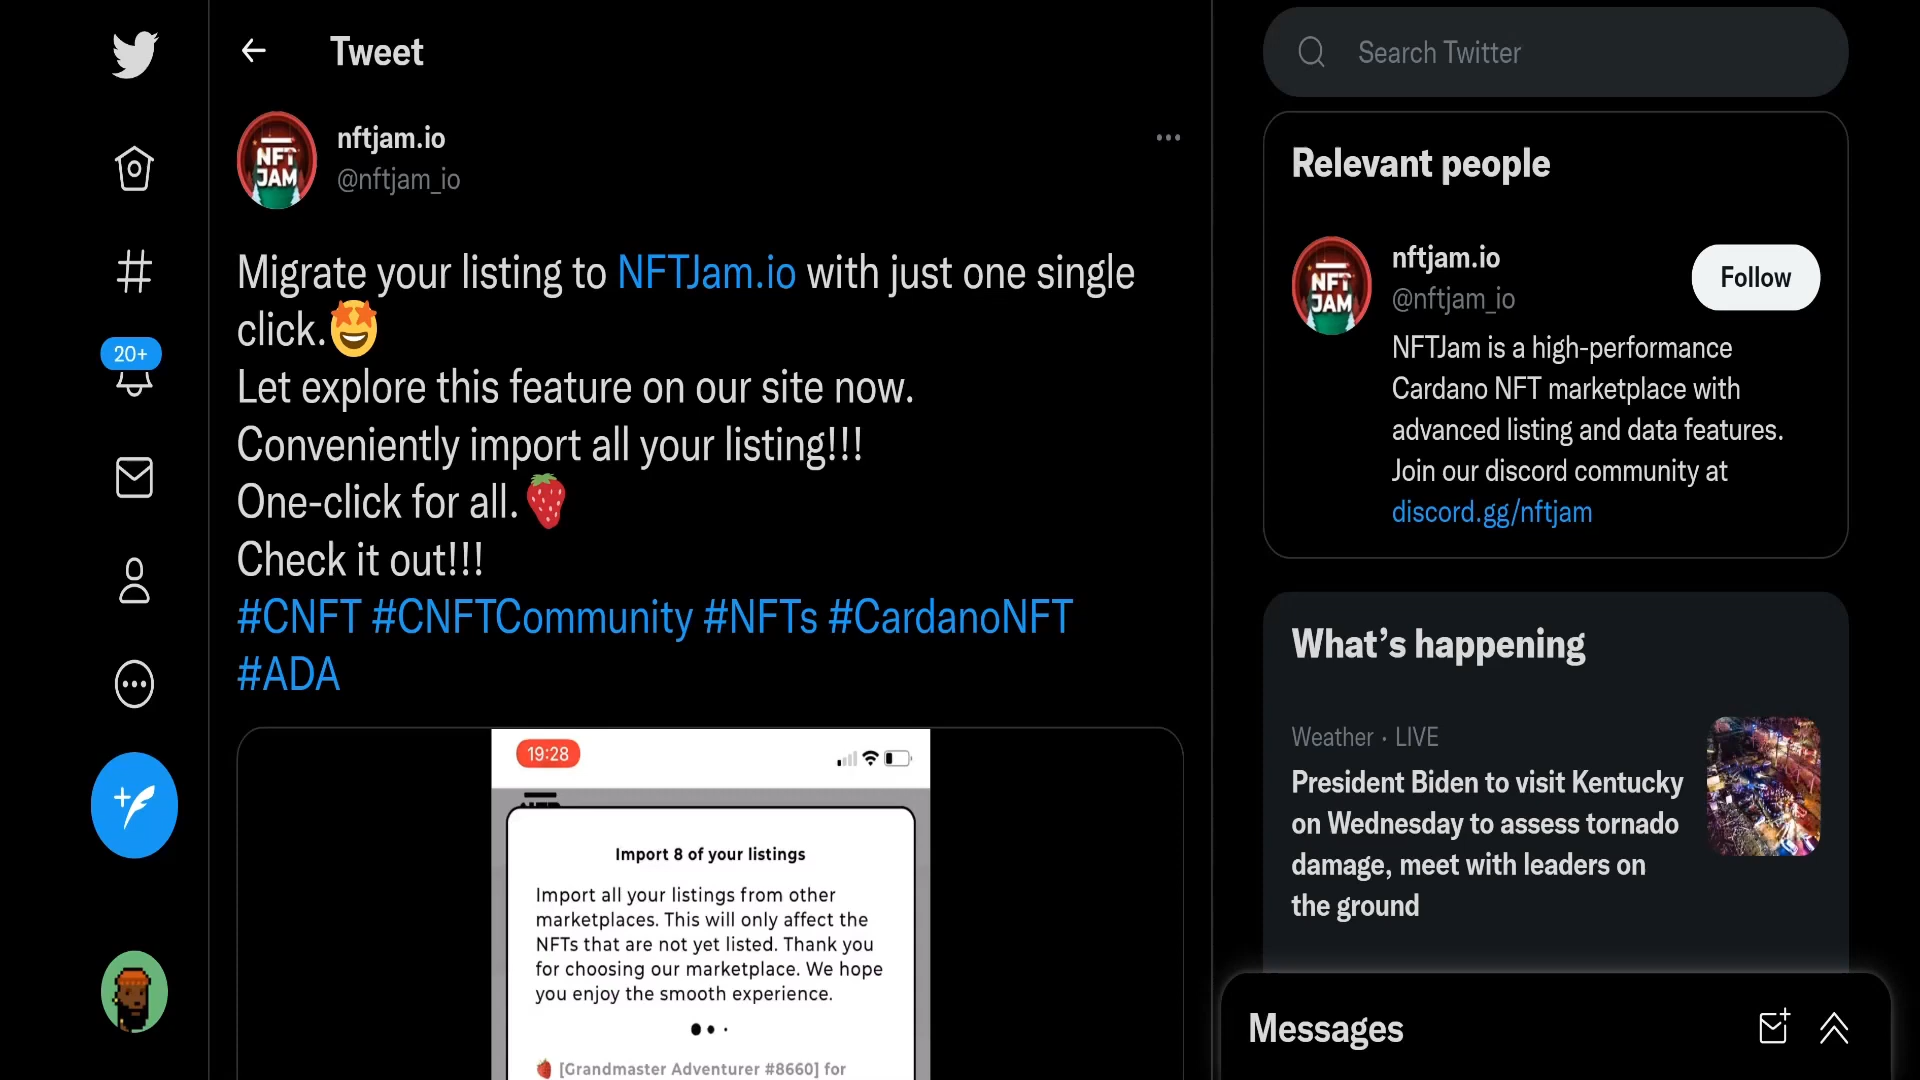 Tweet
nftjam.io
@nftjam_io
NFT
JAM
Migrate your listing to NFTJam.io with just one single
click.🤩
Let explore this feature on our site now.
Conveniently import all your listing!!!
One-click for all.🍓
Check it out!!!
#CNFT #CNFTCommunity #NFTs #CardanoNFT
#ADA
19:28
Import 8 of your listings
Import all your listings from other
marketplaces. This will only affect the
NFTs that are not yet listed. Thank you
for choosing our marketplace. We hope
you enjoy the smooth experience.
🍓 [Grandmaster Adventurer #8660] for
20+
Search Twitter
Relevant people
nftjam.io
@nftjam_io
Follow
NFT
JAM
NFTJam is a high-performance
Cardano NFT marketplace with
advanced listing and data features.
Join our discord community at
discord.gg/nftjam
What's happening
Weather · LIVE
President Biden to visit Kentucky
on Wednesday to assess tornado
damage, meet with leaders on
the ground
Messages